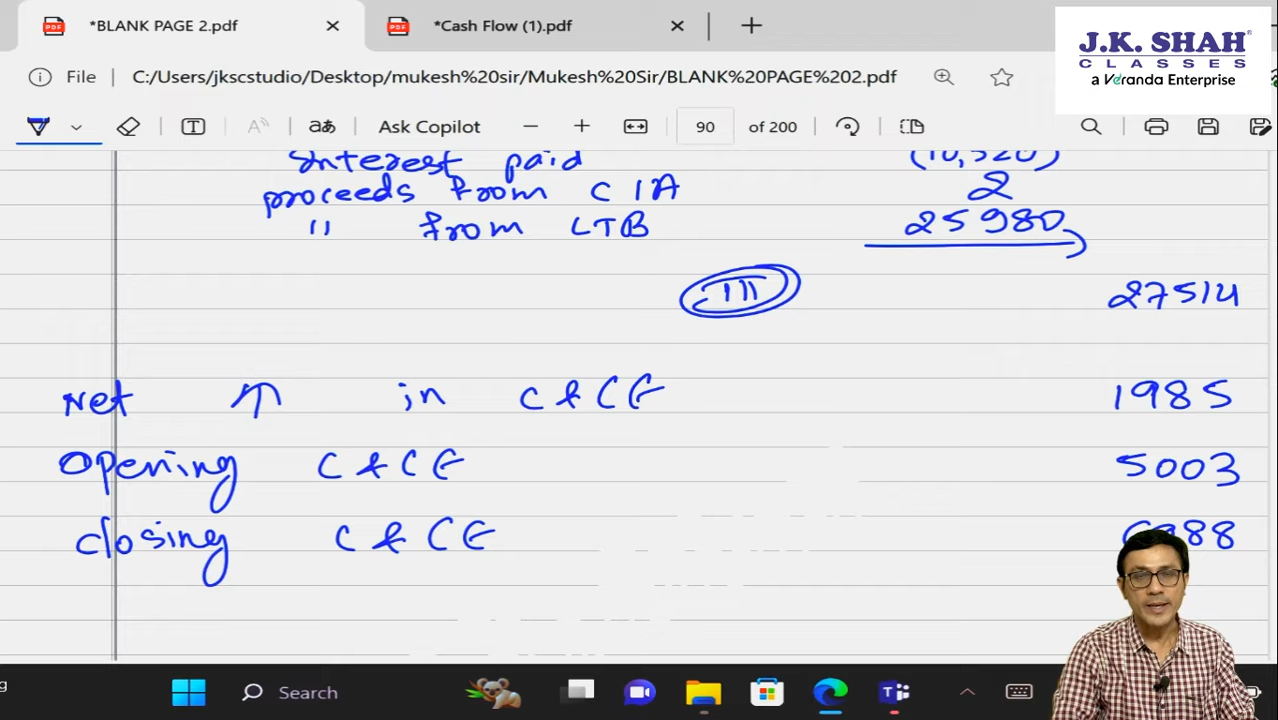 *BLANK PAGE 2.pdf
*Cash Flow (1).pdf
J.K. SHAH
CLASSES
a Veranda Enterprise
File C:/Users/jkscstudio/Desktop/mukesh%20sir/Mukesh%20Sir/BLANK%20PAGE%202.pdf
Ask Copilot 90 of 200
Interest paid (10,520)
proceeds from C I A 2
" from LTB 25980
III
27514
Net ↑ in C & CE 1985
Opening C & CE 5003
closing C & CE
Search